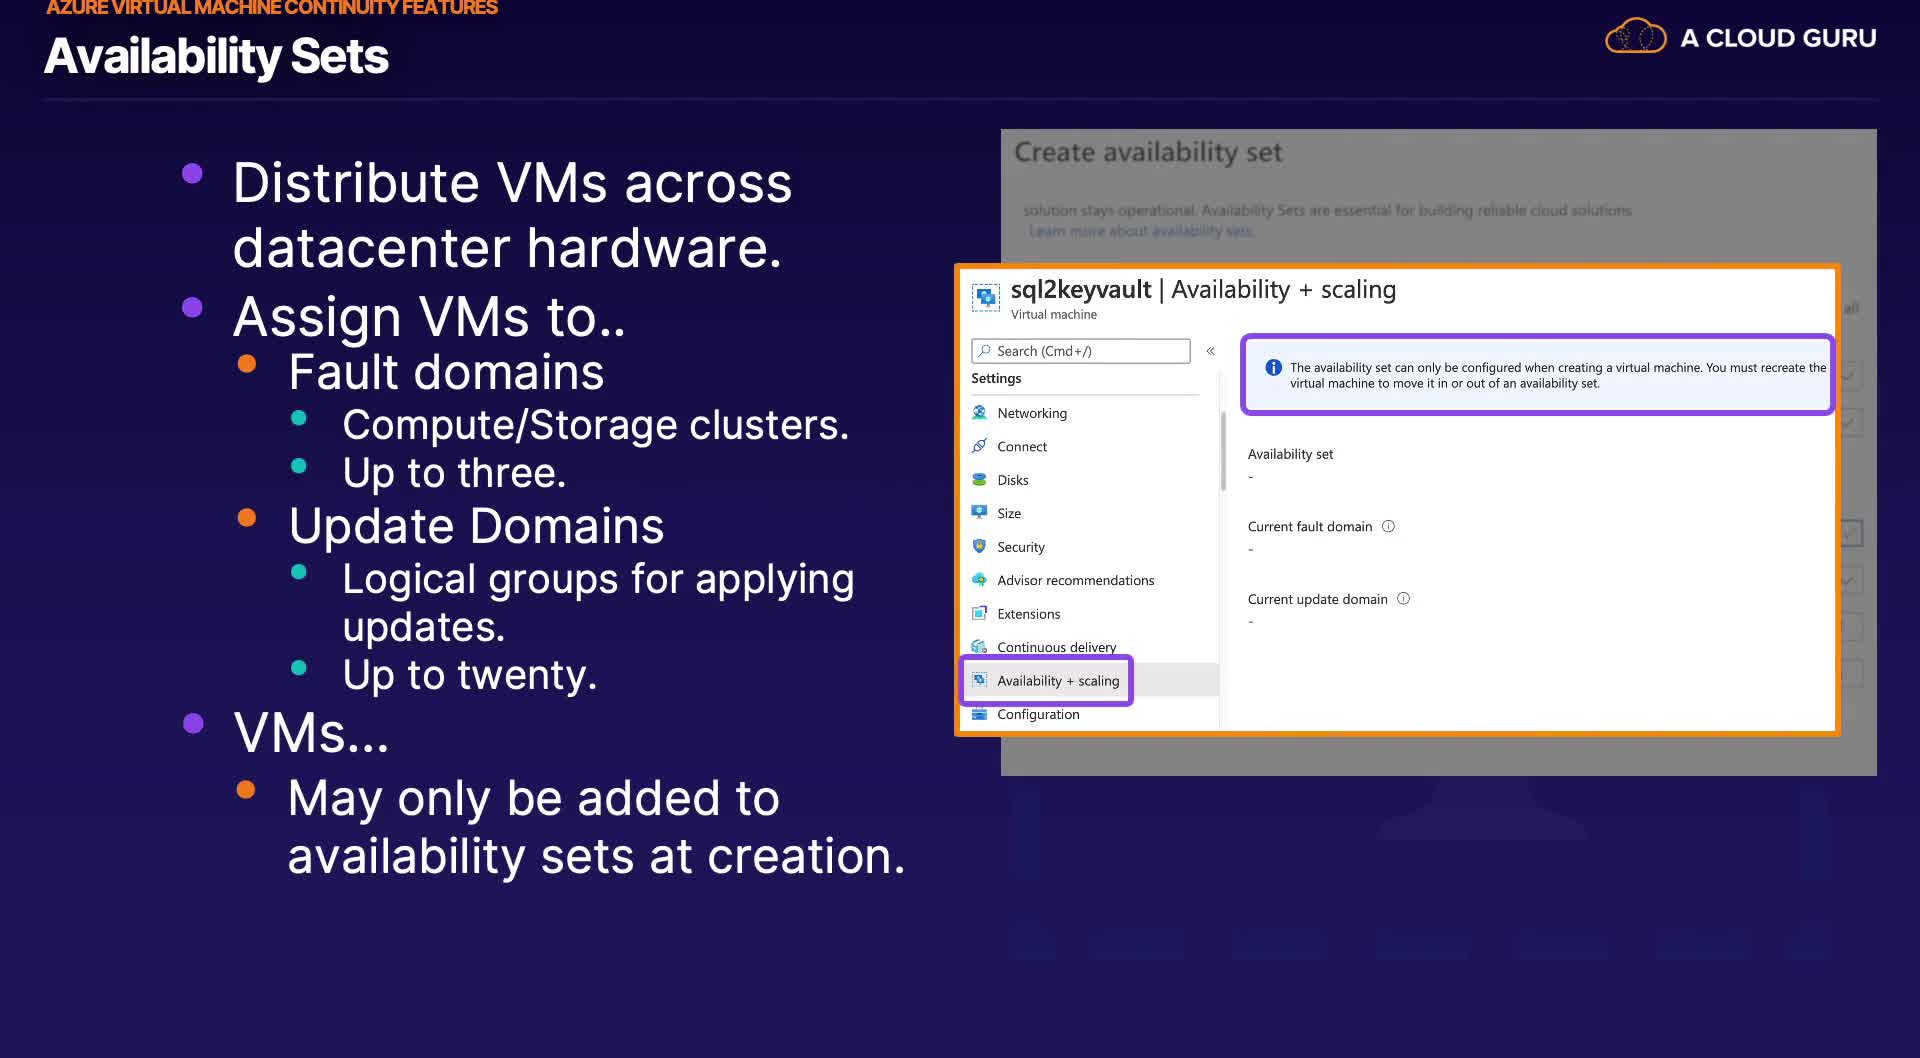 AZURE VIRTUAL MACHINE CONTINUITY FEATURES
Availability Sets
A CLOUD GURU
Distribute VMs across
datacenter hardware.
Assign VMs to..
Fault domains
Compute/Storage clusters.
Up to three.
Update Domains
Logical groups for applying
updates.
Up to twenty.
VMs...
May only be added to
availability sets at creation.
Create availability set
solution stays operational. Availability Sets are essential for building reliable cloud solutions.
Learn more about availability sets.
all
sql2keyvault | Availability + scaling
Virtual machine
Search (Cmd+/)
«
Settings
Networking
Connect
Disks
Size
Security
Advisor recommendations
Extensions
Continuous delivery
Availability + scaling
Configuration
The availability set can only be configured when creating a virtual machine. You must recreate the
virtual machine to move it in or out of an availability set.
Availability set
-
Current fault domain
-
Current update domain
-